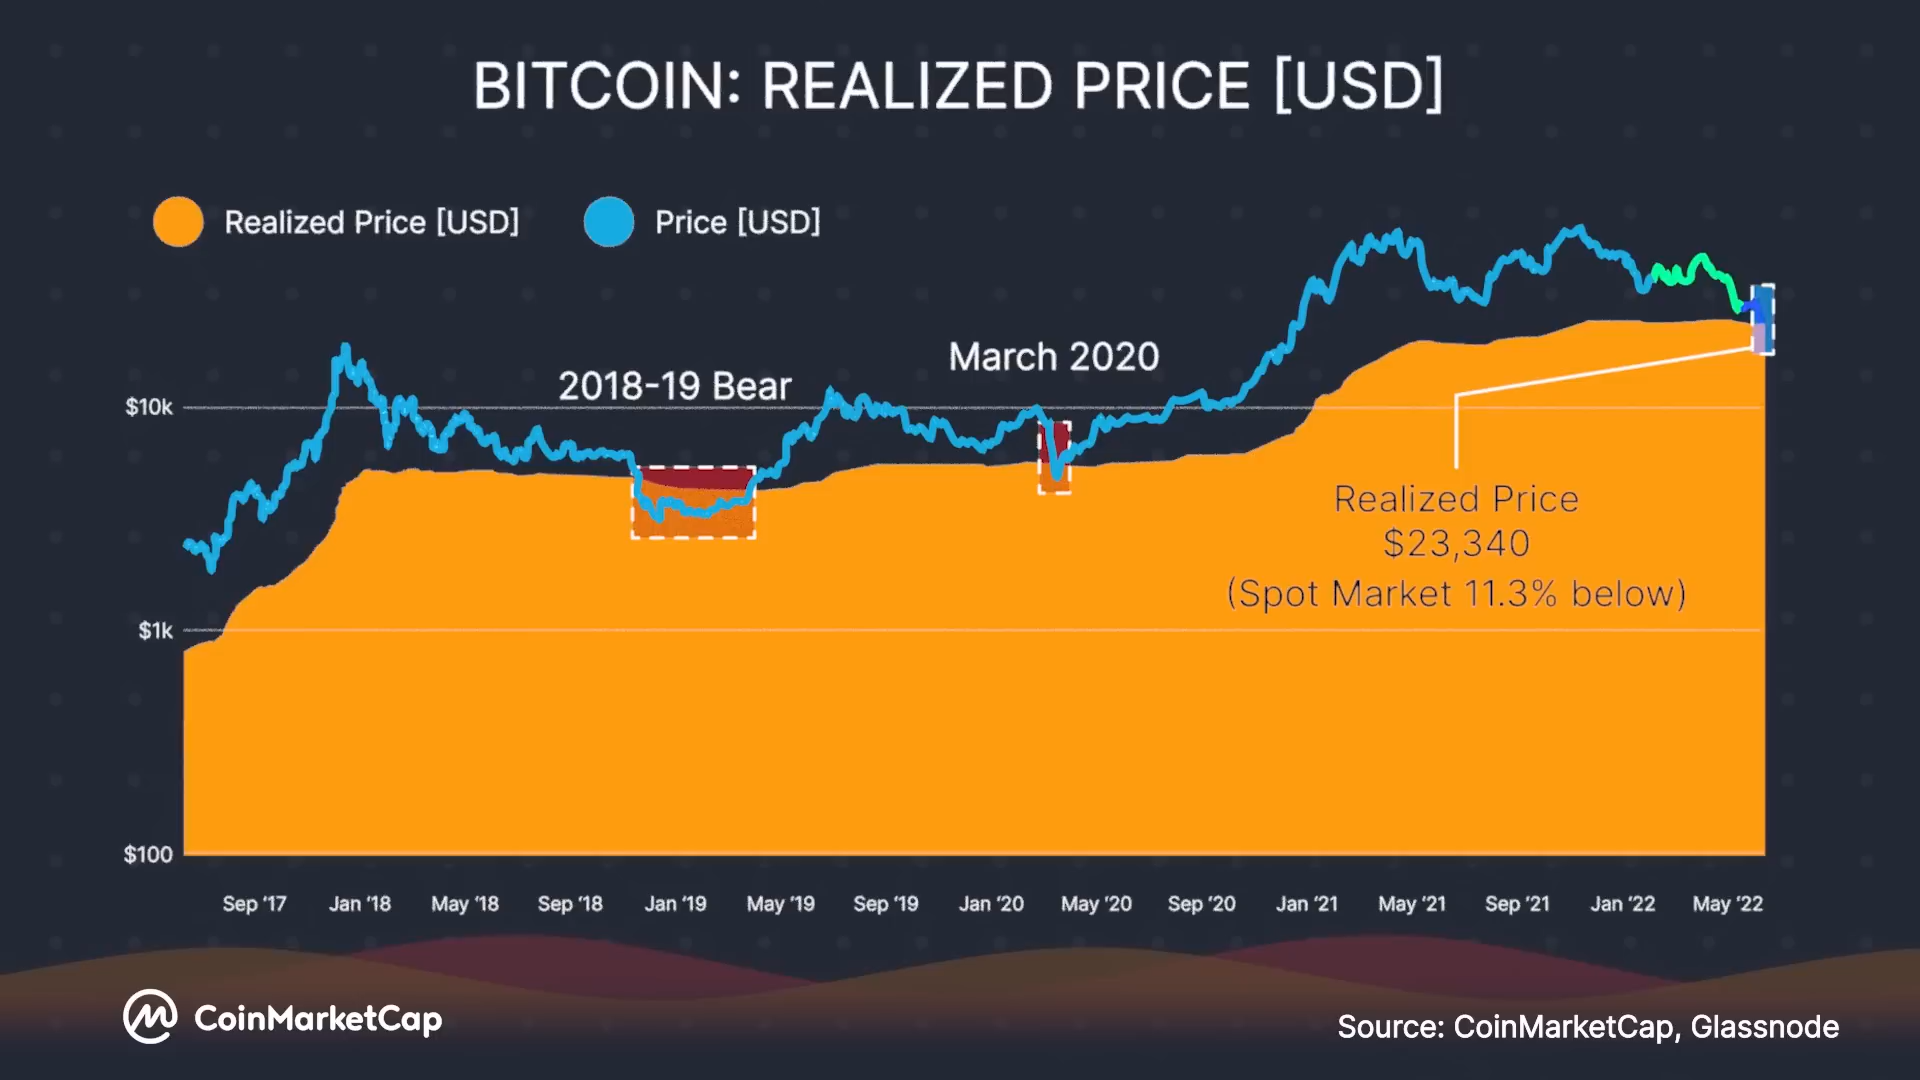 BITCOIN: REALIZED PRICE [USD]
Realized Price [USD]
Price [USD]
2018-19 Bear
March 2020
$10k
$1k
$100
Realized Price
$23,340
(Spot Market 11.3% below)
Sep ‘17
Jan ‘18
May ‘18
Sep ‘18
Jan ‘19
May ‘19
Sep ‘19
Jan ‘20
May ‘20
Sep ‘20
Jan ‘21
May ‘21
Sep ‘21
Jan ‘22
May ‘22
CoinMarketCap
Source: CoinMarketCap, Glassnode